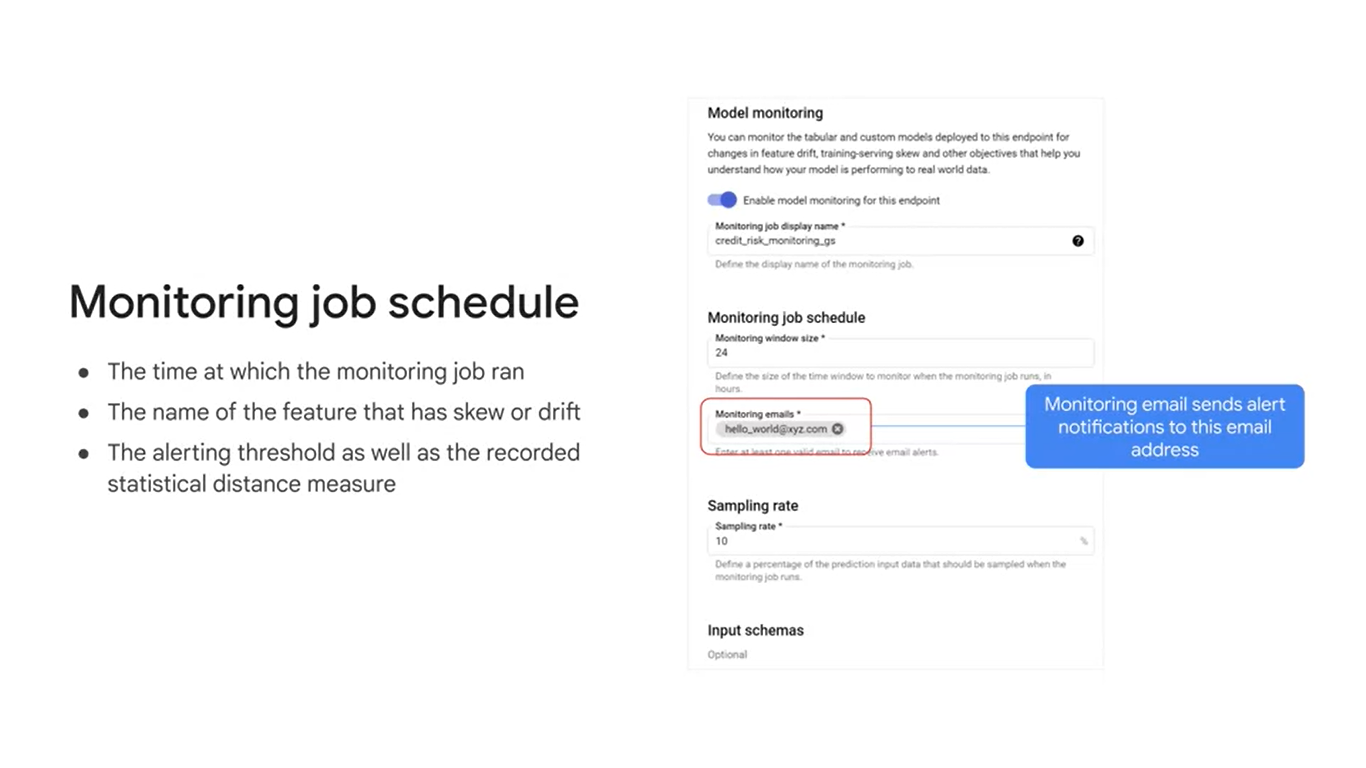 Monitoring job schedule
• The time at which the monitoring job ran
• The name of the feature that has skew or drift
• The alerting threshold as well as the recorded
statistical distance measure
Model monitoring
You can monitor the tabular and custom models deployed to this endpoint for
changes in feature drift, training-serving skew and other objectives that help you
understand how your model is performing to real world data.
Enable model monitoring for this endpoint
Monitoring job display name *
credit_risk_monitoring_gs
Define the display name of the monitoring job.
Monitoring job schedule
Monitoring window size *
24
Define the size of the time window to monitor when the monitoring job runs, in
hours.
Monitoring emails *
hello_world@xyz.com
Enter at least one valid email to receive email alerts.
Monitoring email sends alert
notifications to this email
address
Sampling rate
Sampling rate *
10
%
Define a percentage of the prediction input data that should be sampled when the
monitoring job runs.
Input schemas
Optional